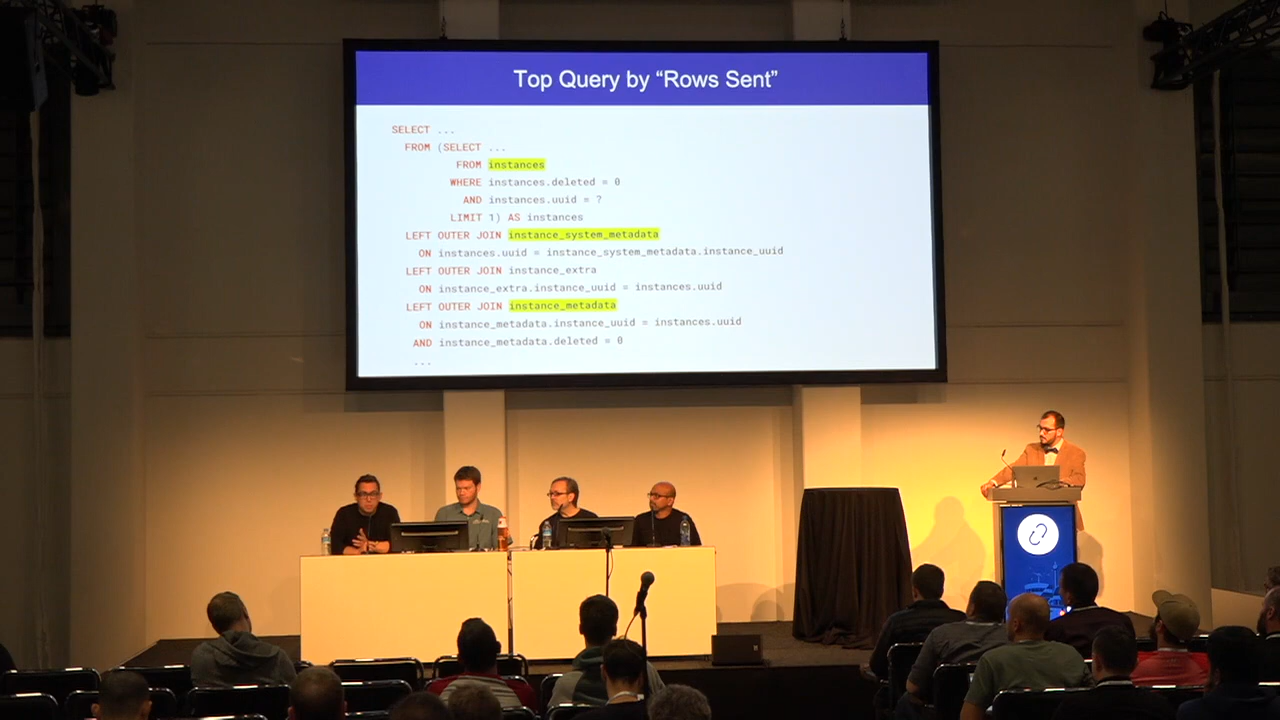 Top Query by “Rows Sent”
SELECT ...
FROM (SELECT ...
FROM instances
WHERE instances.deleted = 0
AND instances.uuid = ?
LIMIT 1) AS instances
LEFT OUTER JOIN instance_system_metadata
ON instances.uuid = instance_system_metadata.instance_uuid
LEFT OUTER JOIN instance_extra
ON instance_extra.instance_uuid = instances.uuid
LEFT OUTER JOIN instance_metadata
ON instance_metadata.instance_uuid = instances.uuid
AND instance_metadata.deleted = 0
...